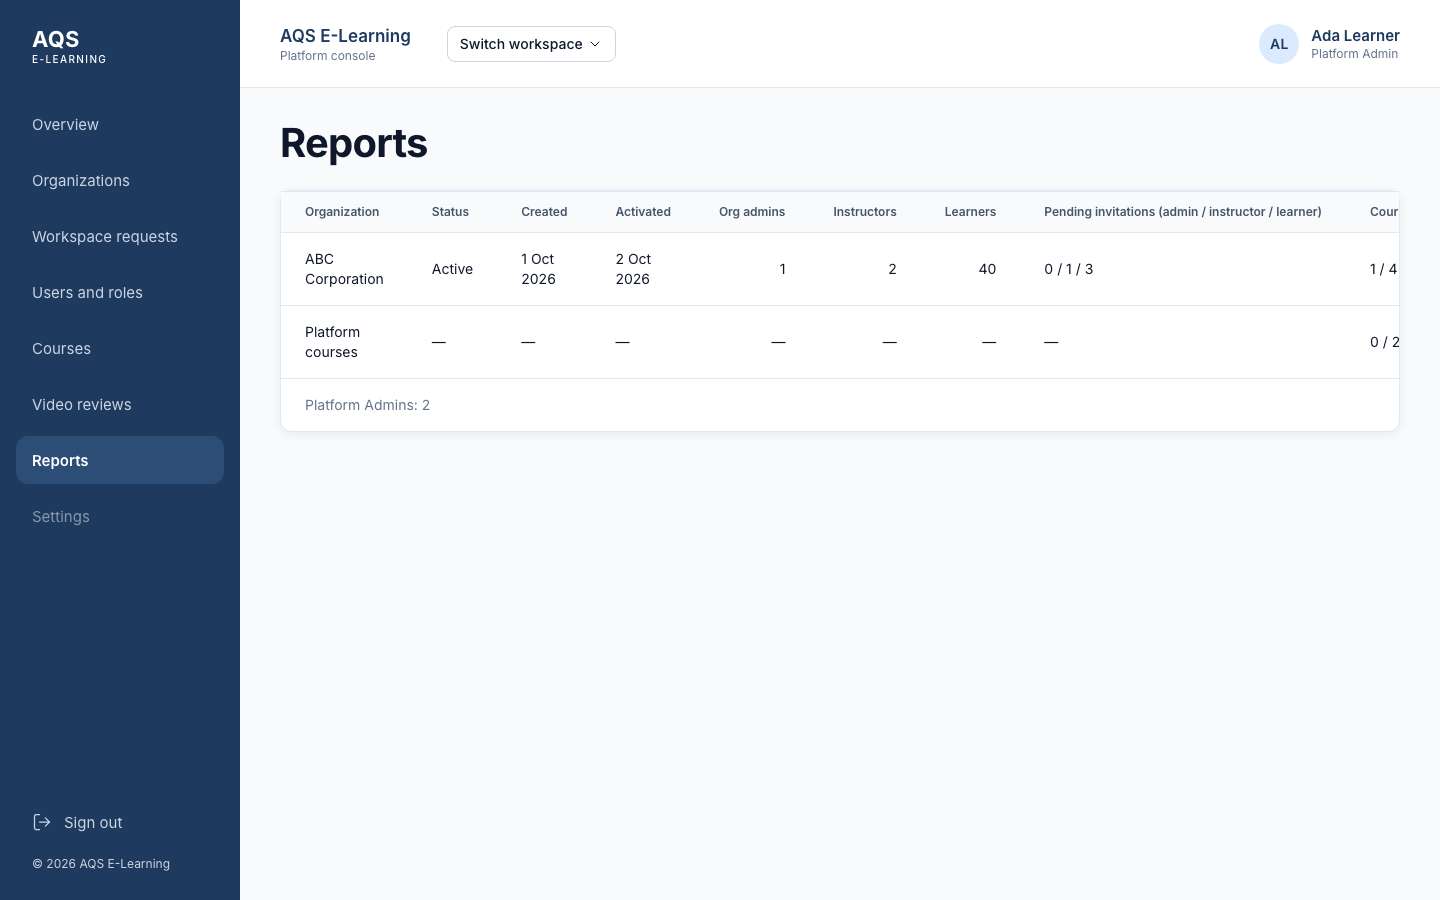 AQS
E-LEARNING
Overview
Organizations
Workspace requests
Users and roles
Courses
Video reviews
Reports
Settings
Sign out
© 2026 AQS E-Learning
AQS E-Learning
Platform console
Switch workspace
AL
Ada Learner
Platform Admin
Reports
Organization Status Created Activated Org admins Instructors Learners Pending invitations (admin / instructor / learner) Cour
ABC Corporation Active 1 Oct 2026 2 Oct 2026 1 2 40 0 / 1 / 3 1 / 4
Platform courses — — — — — — — 0 / 2
Platform Admins: 2